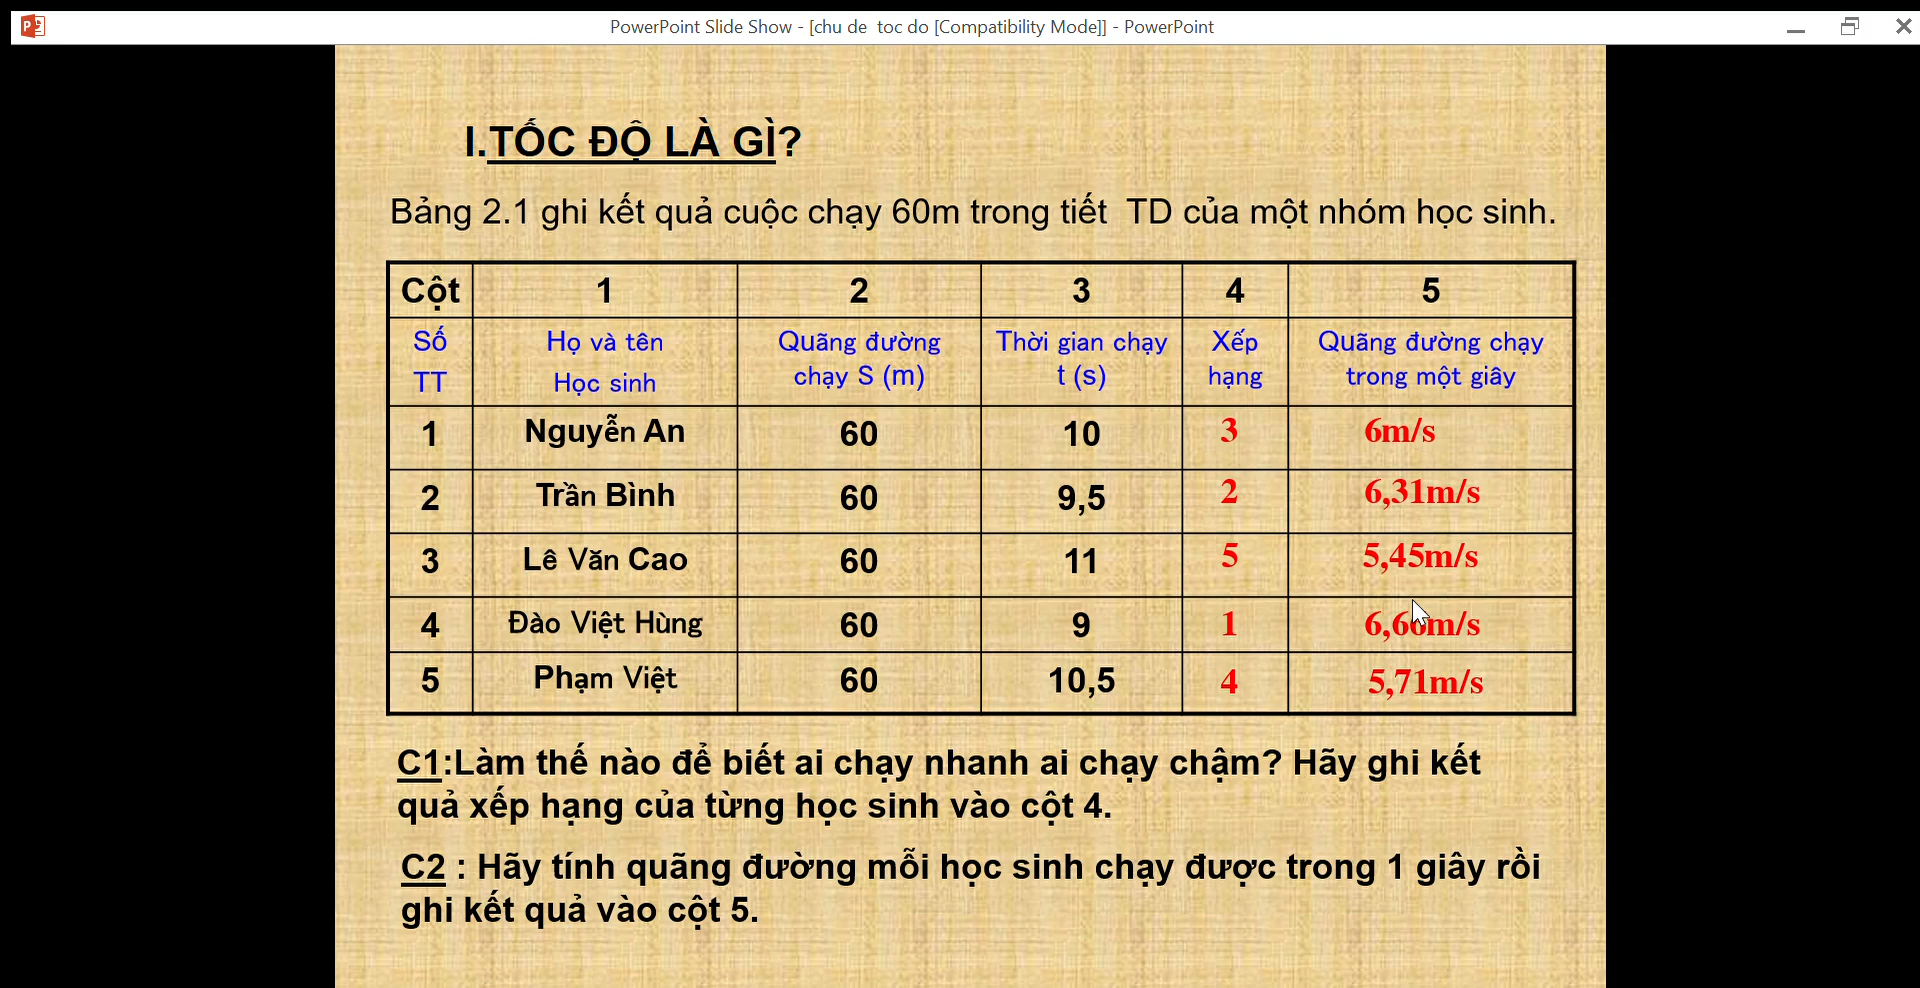 PowerPoint Slide Show - [chu de  toc do [Compatibility Mode]] - PowerPoint
I.TỐC ĐỘ LÀ GÌ?
Bảng 2.1 ghi kết quả cuộc chạy 60m trong tiết  TD của một nhóm học sinh.
Cột 1 2 3 4 5
Số Họ và tên Quãng đường Thời gian chạy Xếp Quãng đường chạy
TT Học sinh chạy S (m) t (s) hạng trong một giây
1 Nguyễn An 60 10 3 6m/s
2 Trần Bình 60 9,5 2 6,31m/s
3 Lê Văn Cao 60 11 5 5,45m/s
4 Đào Việt Hùng 60 9 1 6,66m/s
5 Phạm Việt 60 10,5 4 5,71m/s
C1:Làm thế nào để biết ai chạy nhanh ai chạy chậm? Hãy ghi kết
quả xếp hạng của từng học sinh vào cột 4.
C2 : Hãy tính quãng đường mỗi học sinh chạy được trong 1 giây rồi
ghi kết quả vào cột 5.